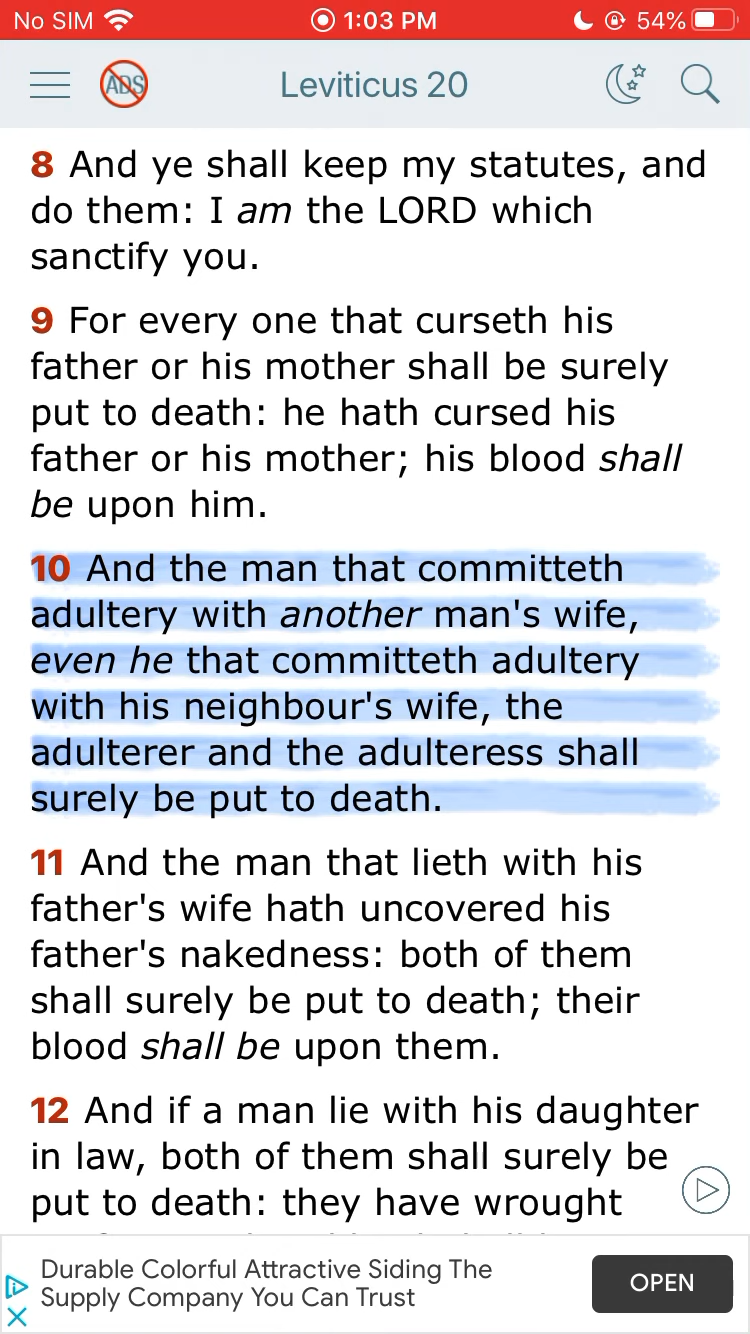 No SIM 1:03 PM 54%
ADS Leviticus 20
8 And ye shall keep my statutes, and
do them: I am the LORD which
sanctify you.
9 For every one that curseth his
father or his mother shall be surely
put to death: he hath cursed his
father or his mother; his blood shall
be upon him.
10 And the man that committeth
adultery with another man's wife,
even he that committeth adultery
with his neighbour's wife, the
adulterer and the adulteress shall
surely be put to death.
11 And the man that lieth with his
father's wife hath uncovered his
father's nakedness: both of them
shall surely be put to death; their
blood shall be upon them.
12 And if a man lie with his daughter
in law, both of them shall surely be
put to death: they have wrought
Durable Colorful Attractive Siding The
Supply Company You Can Trust
OPEN